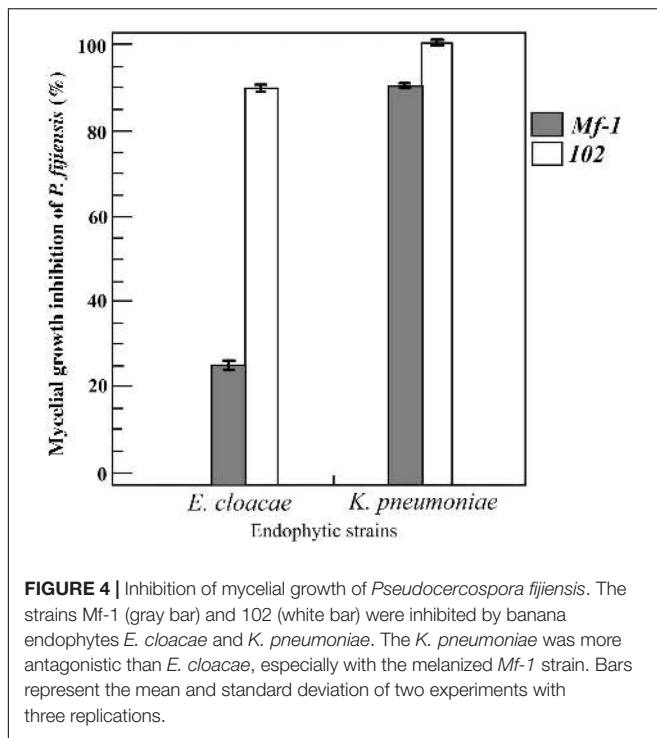 Mycelial growth inhibition of P. fijiensis (%)
100
80
60
40
20
0
E. cloacae K. pneumoniae
Endophytic strains
Mf-1
102
FIGURE 4 | Inhibition of mycelial growth of Pseudocercospora fijiensis. The
strains Mf-1 (gray bar) and 102 (white bar) were inhibited by banana
endophytes E. cloacae and K. pneumoniae. The K. pneumoniae was more
antagonistic than E. cloacae, especially with the melanized Mf-1 strain. Bars
represent the mean and standard deviation of two experiments with
three replications.